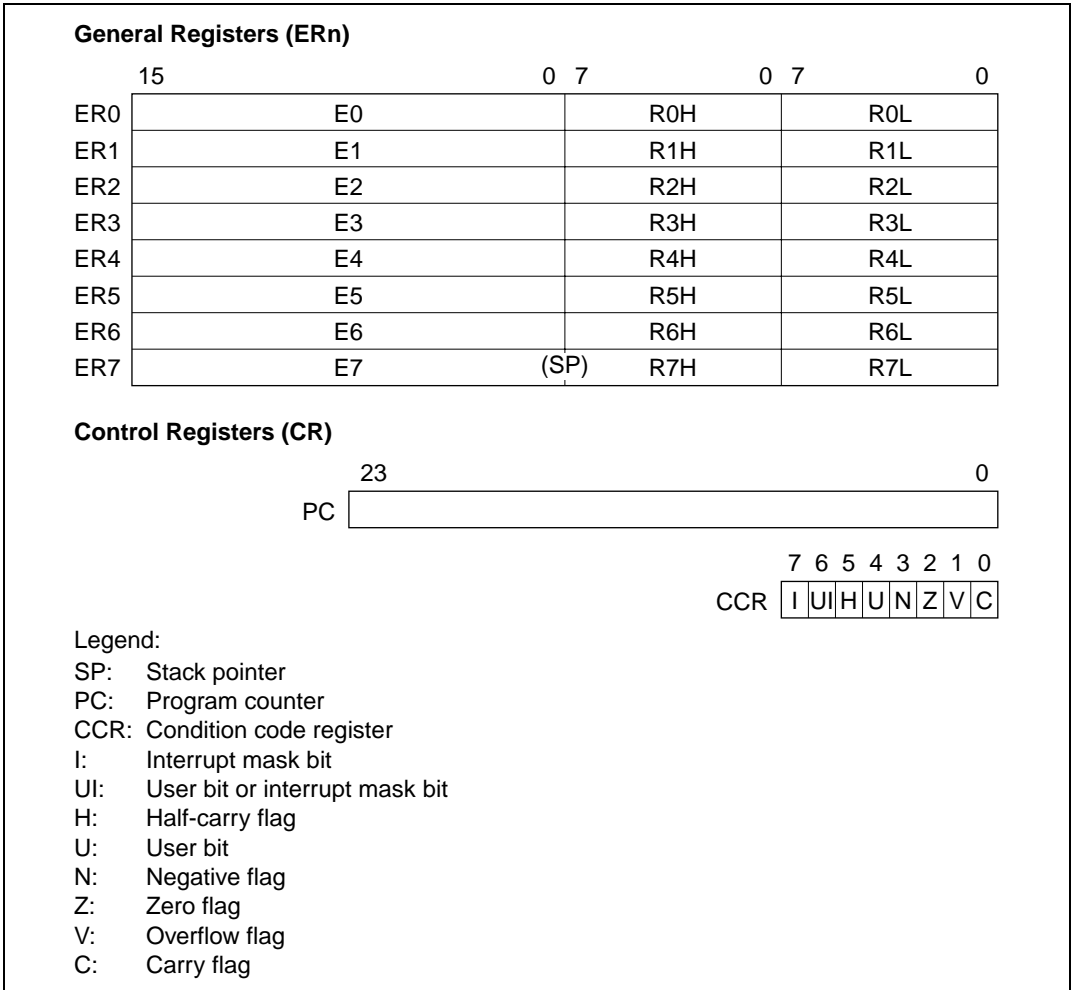 General Registers (ERn)
15 0 7 0 7 0
ER0 E0 R0H R0L
ER1 E1 R1H R1L
ER2 E2 R2H R2L
ER3 E3 R3H R3L
ER4 E4 R4H R4L
ER5 E5 R5H R5L
ER6 E6 R6H R6L
ER7 E7 (SP) R7H R7L
Control Registers (CR)
23 0
PC
7 6 5 4 3 2 1 0
CCR I UI H U N Z V C
Legend:
SP: Stack pointer
PC: Program counter
CCR: Condition code register
I: Interrupt mask bit
UI: User bit or interrupt mask bit
H: Half-carry flag
U: User bit
N: Negative flag
Z: Zero flag
V: Overflow flag
C: Carry flag